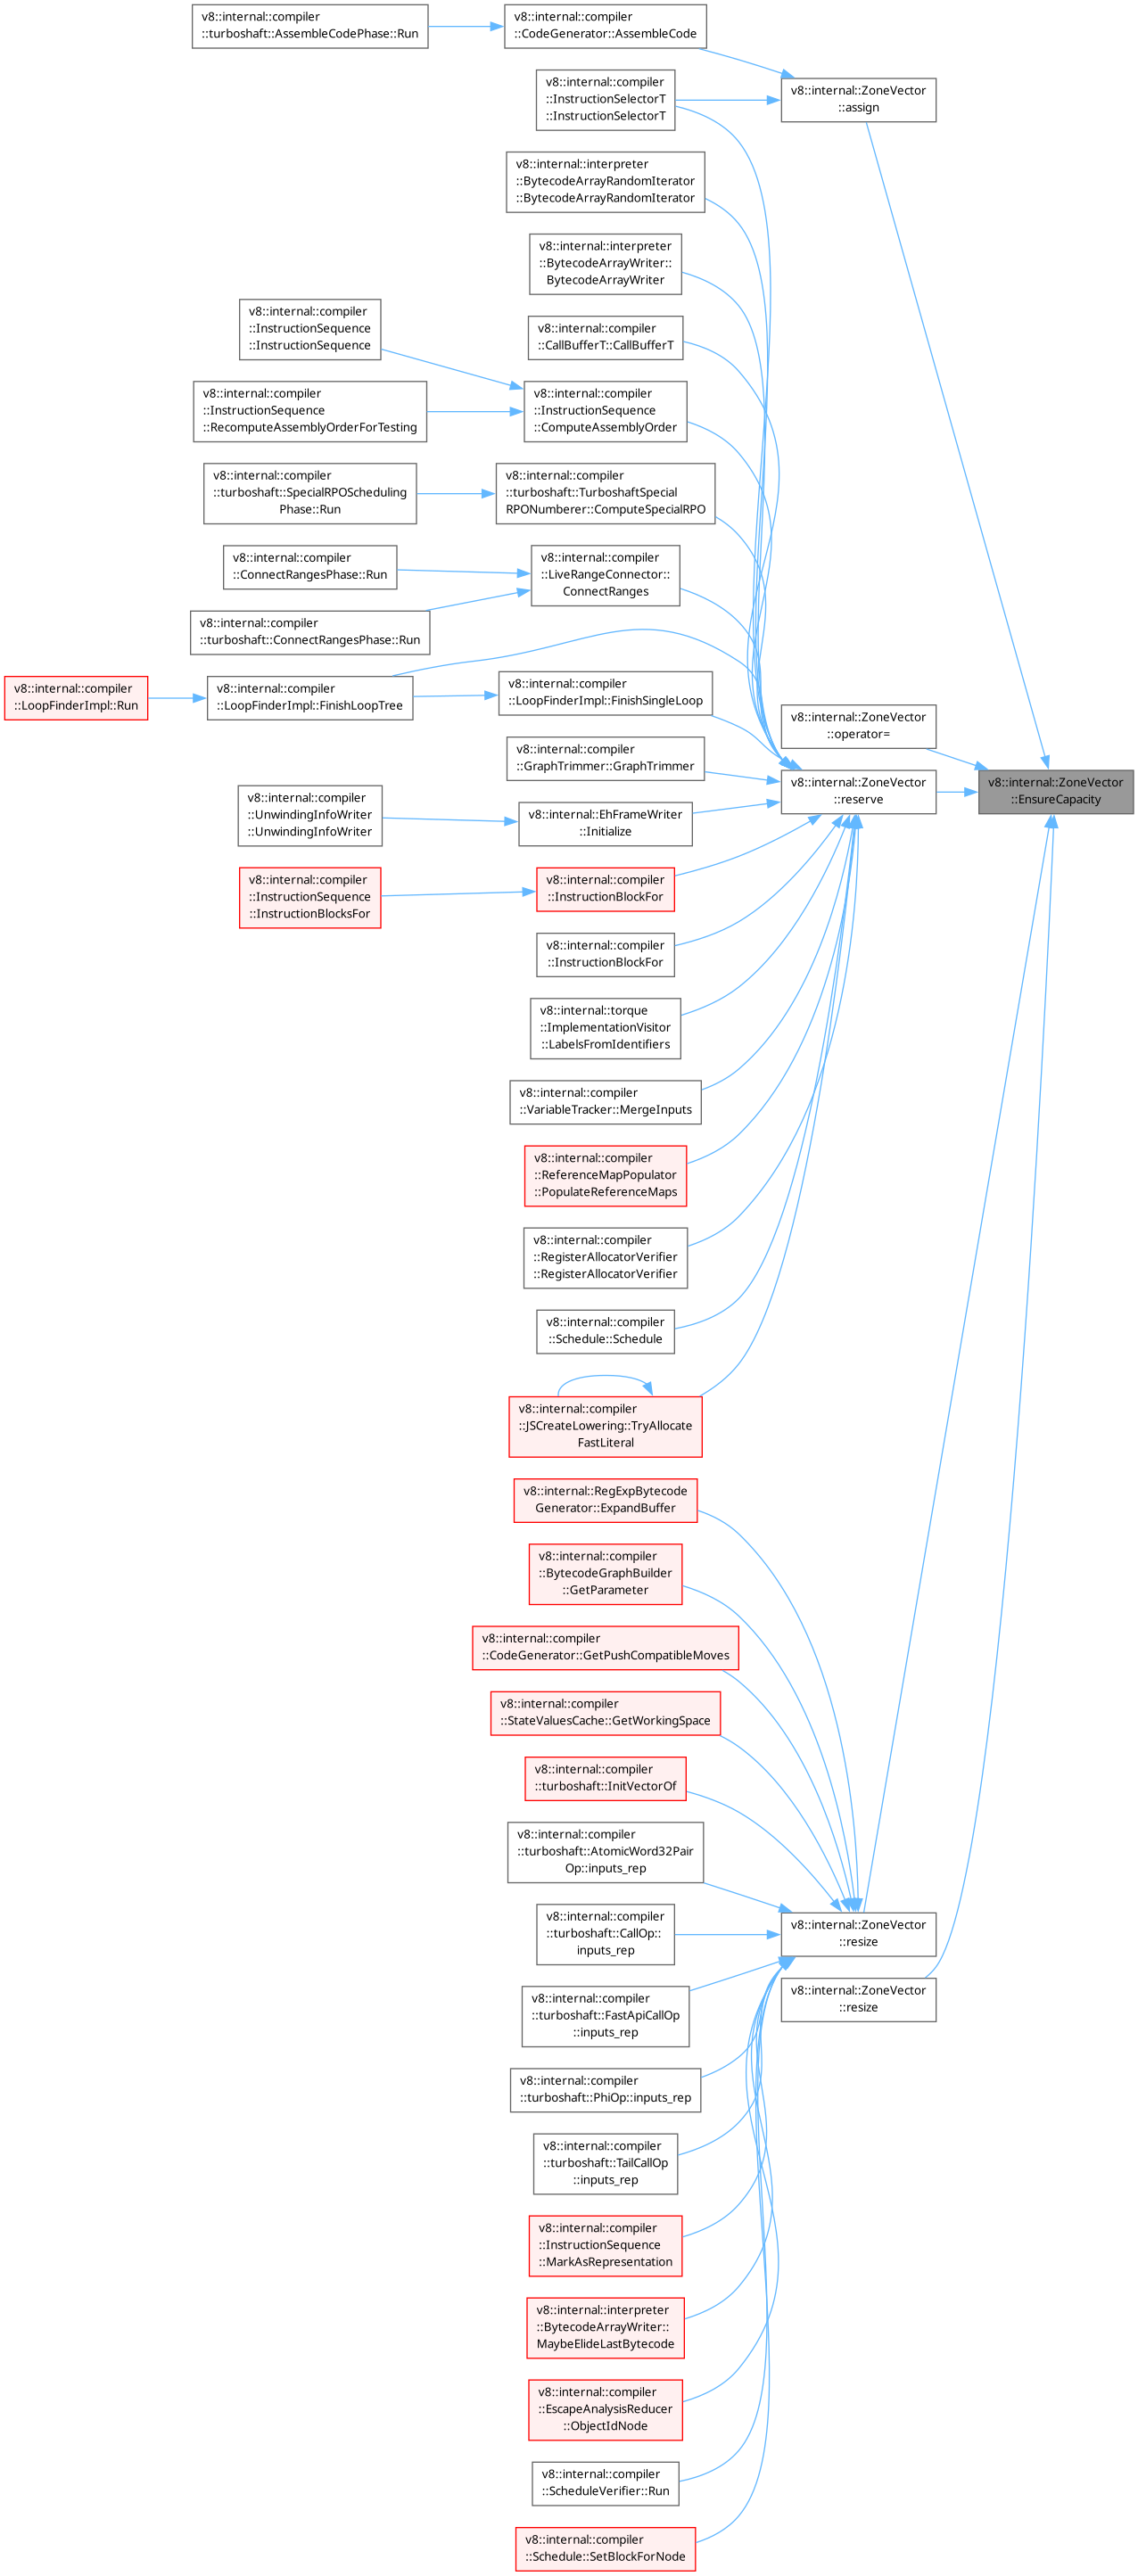 v8::internal::compiler
::turboshaft::AssembleCodePhase::Run
v8::internal::compiler
::CodeGenerator::AssembleCode
v8::internal::compiler
::InstructionSelectorT
::InstructionSelectorT
v8::internal::ZoneVector
::assign
v8::internal::interpreter
::BytecodeArrayRandomIterator
::BytecodeArrayRandomIterator
v8::internal::interpreter
::BytecodeArrayWriter::
BytecodeArrayWriter
v8::internal::compiler
::InstructionSequence
::InstructionSequence
v8::internal::compiler
::CallBufferT::CallBufferT
v8::internal::compiler
::InstructionSequence
::RecomputeAssemblyOrderForTesting
v8::internal::compiler
::InstructionSequence
::ComputeAssemblyOrder
v8::internal::compiler
::turboshaft::SpecialRPOScheduling
Phase::Run
v8::internal::compiler
::turboshaft::TurboshaftSpecial
RPONumberer::ComputeSpecialRPO
v8::internal::compiler
::ConnectRangesPhase::Run
v8::internal::compiler
::LiveRangeConnector::
ConnectRanges
v8::internal::compiler
::turboshaft::ConnectRangesPhase::Run
v8::internal::compiler
::LoopFinderImpl::Run
v8::internal::compiler
::LoopFinderImpl::FinishLoopTree
v8::internal::compiler
::LoopFinderImpl::FinishSingleLoop
v8::internal::ZoneVector
::operator=
v8::internal::compiler
::GraphTrimmer::GraphTrimmer
v8::internal::ZoneVector
::reserve
v8::internal::ZoneVector
::EnsureCapacity
v8::internal::compiler
::UnwindingInfoWriter
::UnwindingInfoWriter
v8::internal::EhFrameWriter
::Initialize
v8::internal::compiler
::InstructionSequence
::InstructionBlocksFor
v8::internal::compiler
::InstructionBlockFor
v8::internal::compiler
::InstructionBlockFor
v8::internal::torque
::ImplementationVisitor
::LabelsFromIdentifiers
v8::internal::compiler
::VariableTracker::MergeInputs
v8::internal::compiler
::ReferenceMapPopulator
::PopulateReferenceMaps
v8::internal::compiler
::RegisterAllocatorVerifier
::RegisterAllocatorVerifier
v8::internal::compiler
::Schedule::Schedule
v8::internal::compiler
::JSCreateLowering::TryAllocate
FastLiteral
v8::internal::RegExpBytecode
Generator::ExpandBuffer
v8::internal::compiler
::BytecodeGraphBuilder
::GetParameter
v8::internal::compiler
::CodeGenerator::GetPushCompatibleMoves
v8::internal::compiler
::StateValuesCache::GetWorkingSpace
v8::internal::compiler
::turboshaft::InitVectorOf
v8::internal::compiler
::turboshaft::AtomicWord32Pair
Op::inputs_rep
v8::internal::compiler
::turboshaft::CallOp::
inputs_rep
v8::internal::ZoneVector
::resize
v8::internal::compiler
::turboshaft::FastApiCallOp
::inputs_rep
v8::internal::ZoneVector
::resize
v8::internal::compiler
::turboshaft::PhiOp::inputs_rep
v8::internal::compiler
::turboshaft::TailCallOp
::inputs_rep
v8::internal::compiler
::InstructionSequence
::MarkAsRepresentation
v8::internal::interpreter
::BytecodeArrayWriter::
MaybeElideLastBytecode
v8::internal::compiler
::EscapeAnalysisReducer
::ObjectIdNode
v8::internal::compiler
::ScheduleVerifier::Run
v8::internal::compiler
::Schedule::SetBlockForNode